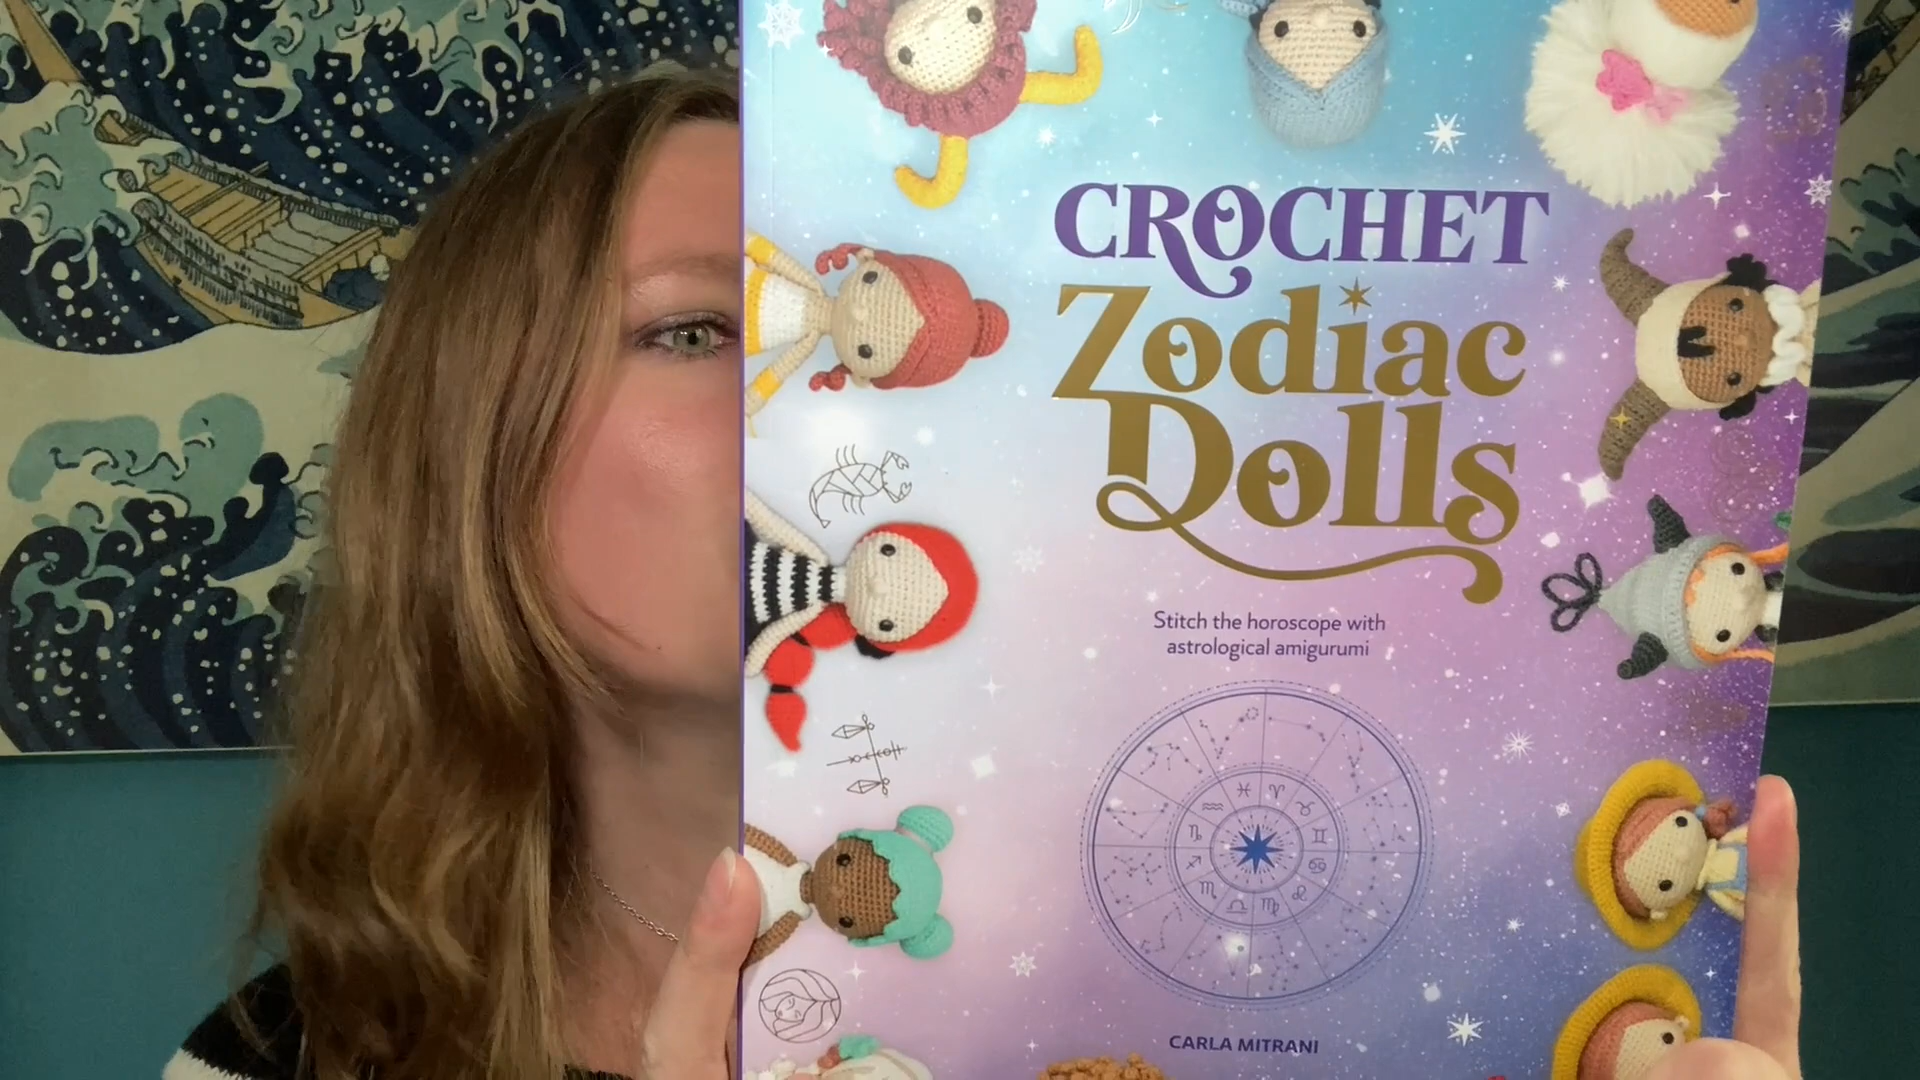 CROCHET
Zodiac
Dolls
Stitch the horoscope with
astrological amigurumi
♓ ♈ ♉ ♊ ♋ ♌ ♍ ♎ ♏ ♐ ♑ ♒
CARLA MITRANI